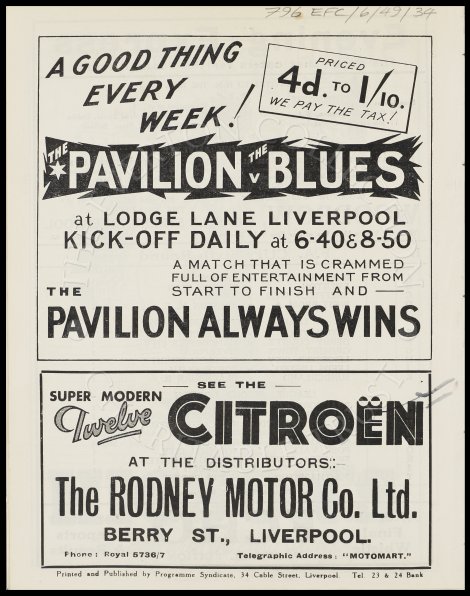 796 EFC/6/49/34
A GOOD THING
EVERY
WEEK!
PRICED
4d. TO 1/10.
WE PAY THE TAX!
THE PAVILION THE V BLUES
at LODGE LANE LIVERPOOL
KICK-OFF DAILY at 6-40 & 8-50
A MATCH THAT IS CRAMMED
FULL OF ENTERTAINMENT FROM
START TO FINISH AND —
THE
PAVILION ALWAYS WINS
— SEE THE —
SUPER MODERN
Twelve
CITROËN
AT THE DISTRIBUTORS:-
The RODNEY MOTOR Co. Ltd.
BERRY ST., LIVERPOOL.
Phone: Royal 5736/7
Telegraphic Address: "MOTOMART."
Printed and Published by Programme Syndicate, 34 Cable Street, Liverpool. Tel. 23 & 24 Bank